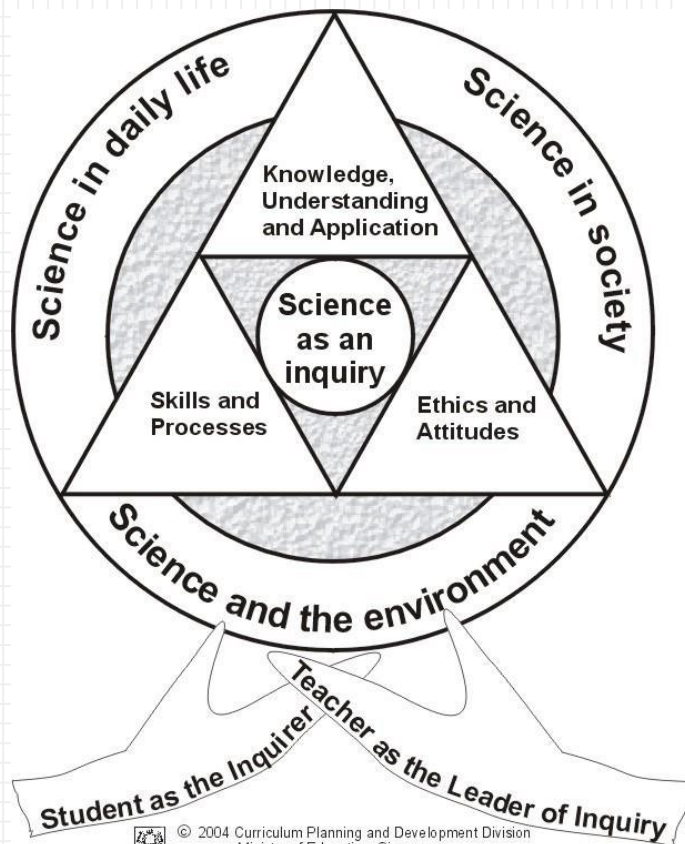 Science in daily life
Science in society
Knowledge,
Understanding
and Application
Science
as an
inquiry
Skills and
Processes
Ethics and
Attitudes
Science and the environment
Student as the Inquirer
Teacher as the Leader of Inquiry
© 2004 Curriculum Planning and Development Division